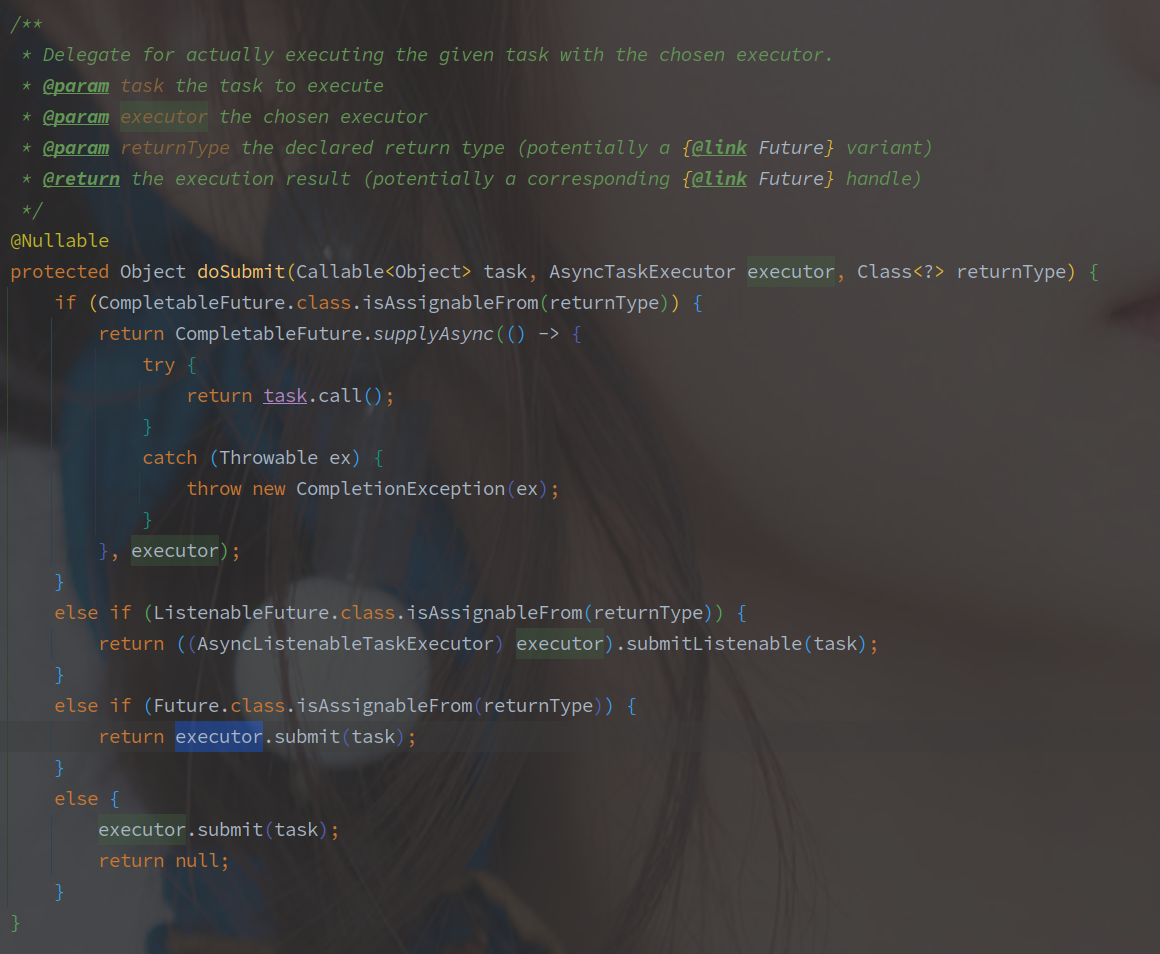 /**
 * Delegate for actually executing the given task with the chosen executor.
 * @param task the task to execute
 * @param executor the chosen executor
 * @param returnType the declared return type (potentially a {@link Future} variant)
 * @return the execution result (potentially a corresponding {@link Future} handle)
 */
@Nullable
protected Object doSubmit(Callable<Object> task, AsyncTaskExecutor executor, Class<?> returnType) {
    if (CompletableFuture.class.isAssignableFrom(returnType)) {
        return CompletableFuture.supplyAsync(() -> {
            try {
                return task.call();
            }
            catch (Throwable ex) {
                throw new CompletionException(ex);
            }
        }, executor);
    }
    else if (ListenableFuture.class.isAssignableFrom(returnType)) {
        return ((AsyncListenableTaskExecutor) executor).submitListenable(task);
    }
    else if (Future.class.isAssignableFrom(returnType)) {
        return executor.submit(task);
    }
    else {
        executor.submit(task);
        return null;
    }
}